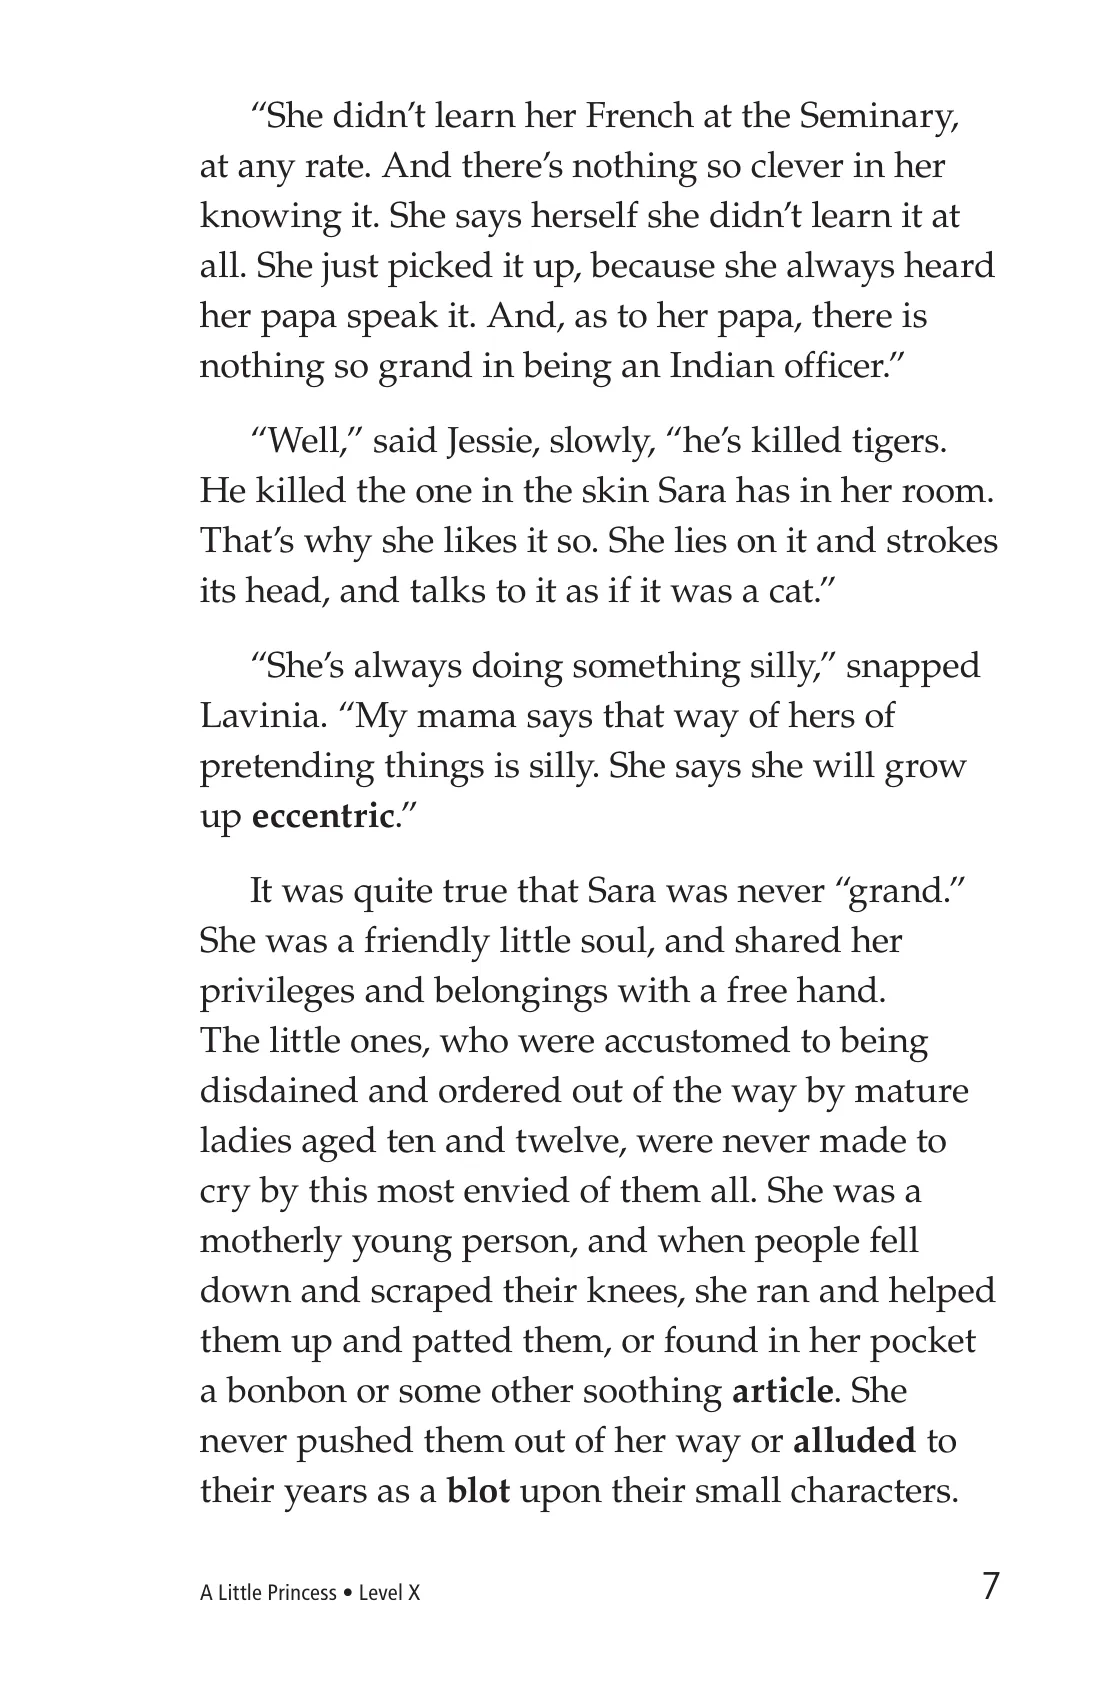 “She didn’t learn her French at the Seminary,
at any rate. And there’s nothing so clever in her
knowing it. She says herself she didn’t learn it at
all. She just picked it up, because she always heard
her papa speak it. And, as to her papa, there is
nothing so grand in being an Indian officer.”
“Well,” said Jessie, slowly, “he’s killed tigers.
He killed the one in the skin Sara has in her room.
That’s why she likes it so. She lies on it and strokes
its head, and talks to it as if it was a cat.”
“She’s always doing something silly,” snapped
Lavinia. “My mama says that way of hers of
pretending things is silly. She says she will grow
up eccentric.”
It was quite true that Sara was never “grand.”
She was a friendly little soul, and shared her
privileges and belongings with a free hand.
The little ones, who were accustomed to being
disdained and ordered out of the way by mature
ladies aged ten and twelve, were never made to
cry by this most envied of them all. She was a
motherly young person, and when people fell
down and scraped their knees, she ran and helped
them up and patted them, or found in her pocket
a bonbon or some other soothing article. She
never pushed them out of her way or alluded to
their years as a blot upon their small characters.
A Little Princess • Level X
7